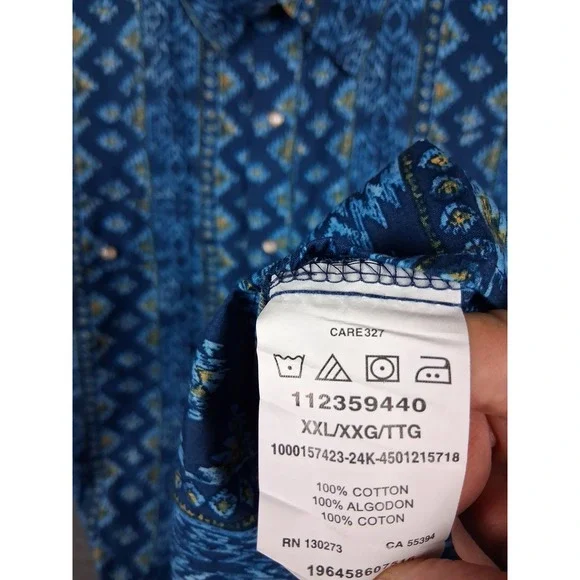 CARE327
112359440
XXL/XXG/TTG
1000157423-24K-4501215718
100% COTTON
100% ALGODON
100% COTON
RN 130273 CA 55394